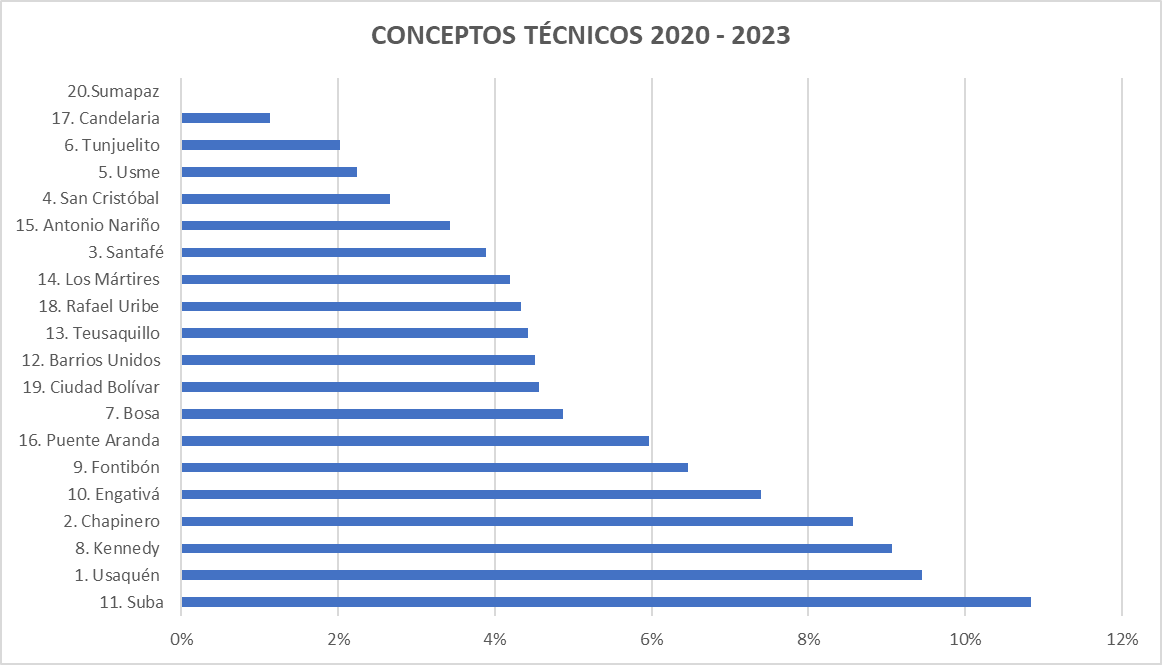 CONCEPTOS TÉCNICOS 2020 - 2023
20.Sumapaz
17. Candelaria
6. Tunjuelito
5. Usme
4. San Cristóbal
15. Antonio Nariño
3. Santafé
14. Los Mártires
18. Rafael Uribe
13. Teusaquillo
12. Barrios Unidos
19. Ciudad Bolívar
7. Bosa
16. Puente Aranda
9. Fontibón
10. Engativá
2. Chapinero
8. Kennedy
1. Usaquén
11. Suba
0% 2% 4% 6% 8% 10% 12%